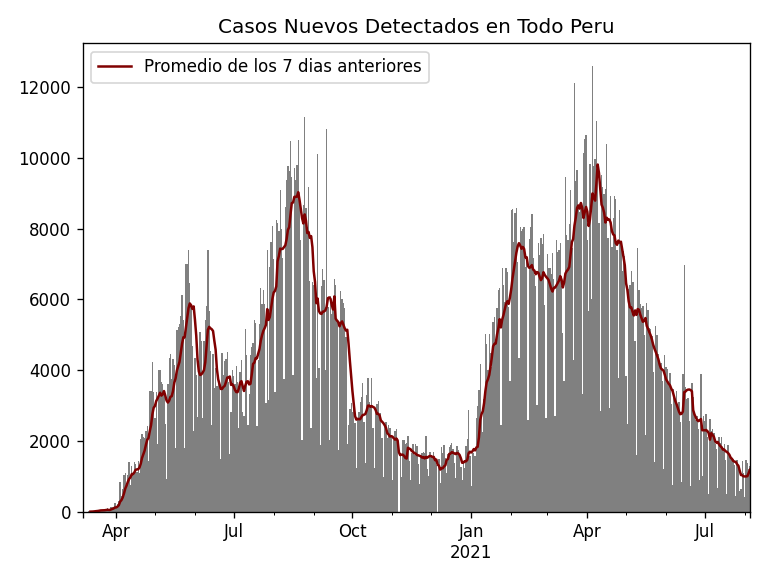 Casos Nuevos Detectados en Todo Peru
Promedio de los 7 dias anteriores
12000
10000
8000
6000
4000
2000
0
Apr Jul Oct Jan Apr Jul
2021